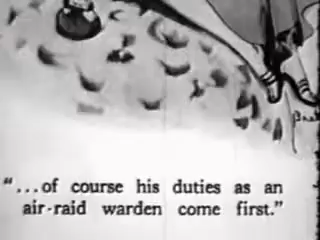 "...of course his duties as an
air-raid warden come first."